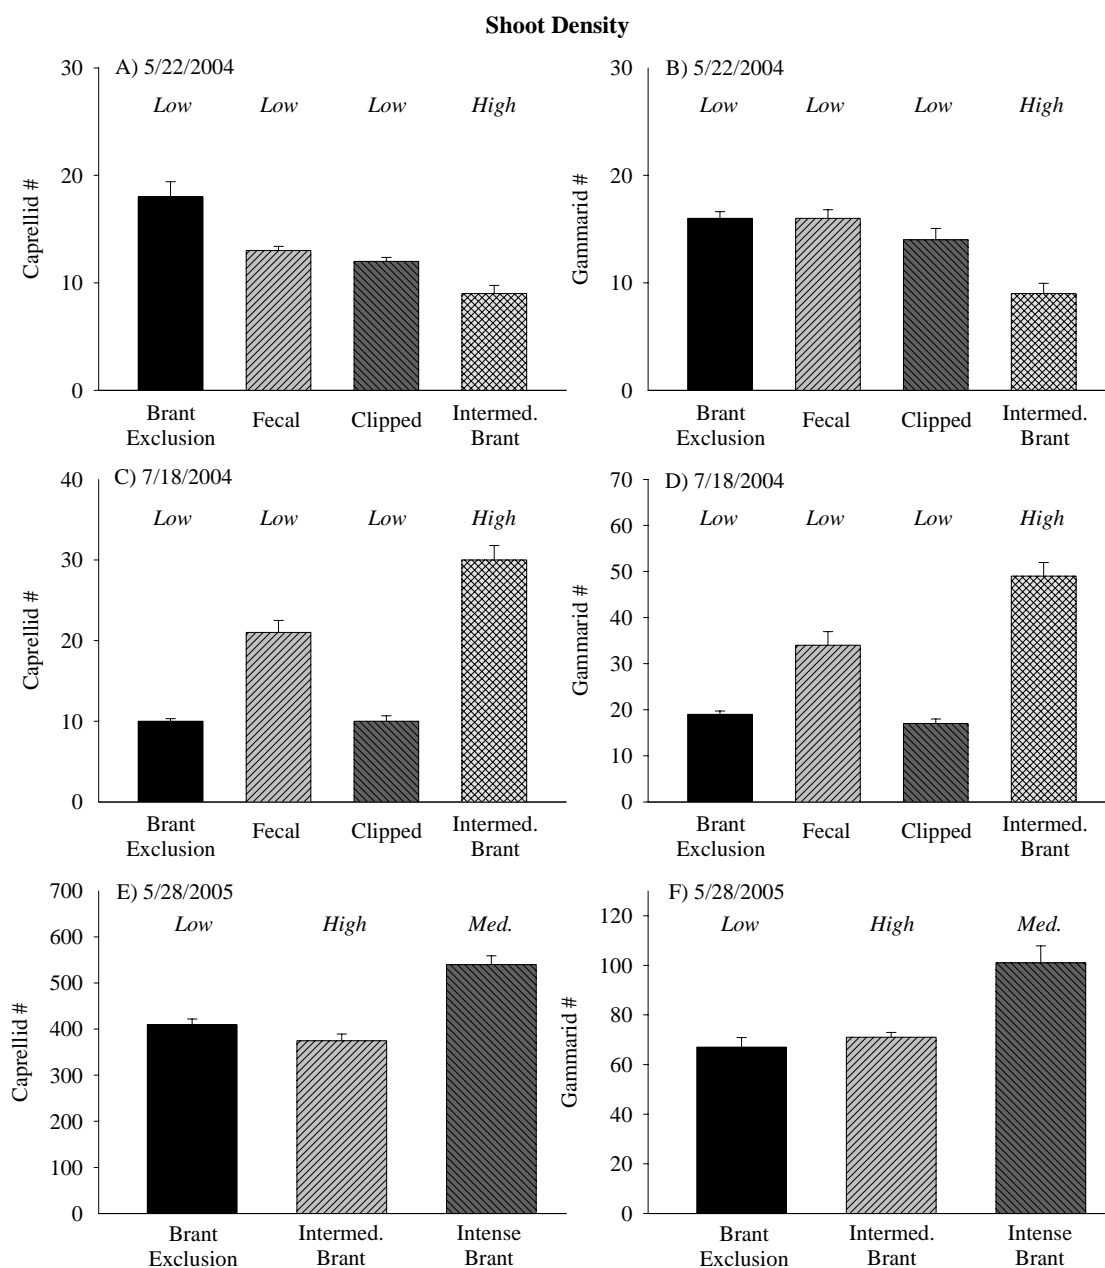 Shoot Density
A) 5/22/2004
Low Low Low High
Caprellid #
30
20
10
0
Brant Exclusion Fecal Clipped Intermed. Brant
B) 5/22/2004
Low Low Low High
Gammarid #
30
20
10
0
Brant Exclusion Fecal Clipped Intermed. Brant
C) 7/18/2004
Low Low Low High
Caprellid #
40
30
20
10
0
Brant Exclusion Fecal Clipped Intermed. Brant
D) 7/18/2004
Low Low Low High
Gammarid #
70
60
50
40
30
20
10
0
Brant Exclusion Fecal Clipped Intermed. Brant
E) 5/28/2005
Low High Med.
Caprellid #
700
600
500
400
300
200
100
0
Brant Exclusion Intermed. Brant Intense Brant
F) 5/28/2005
Low High Med.
Gammarid #
120
100
80
60
40
20
0
Brant Exclusion Intermed. Brant Intense Brant